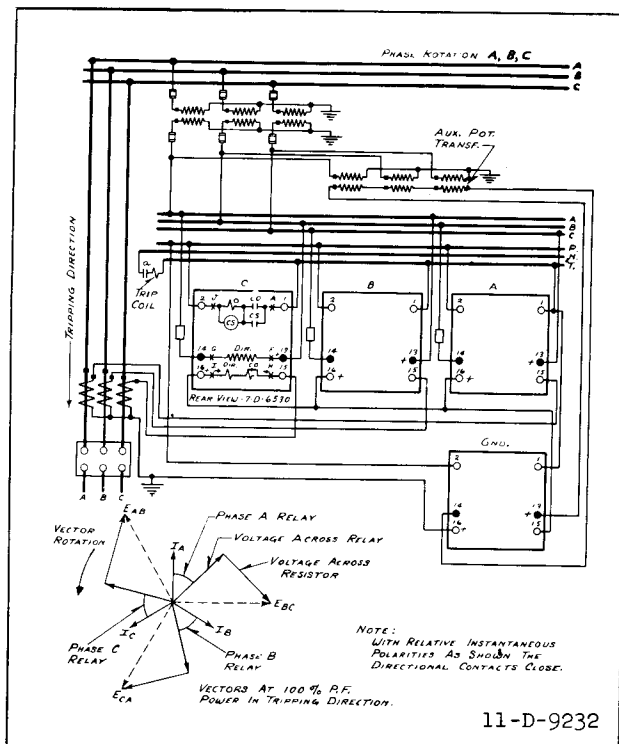 PHASE ROTATION A, B, C
A
B
C
AUX. POT.
TRANSF.
TRIPPING DIRECTION
A
B
C
P.
N.
T.
a
TRIP
COIL
C
B
A
2 J O CO A 1
CS CS
14 G DIR. F 13
16 I DIR. CO H 15
REAR VIEW-7-D-6530
2 1
14 13
16 + + 15
2 1
14 13
16 + + 15
GND.
2 1
14 13
16 + + 15
A B C
EAB
VECTOR
ROTATION
IA
PHASE A RELAY
VOLTAGE ACROSS RELAY
VOLTAGE ACROSS
RESISTOR
EBC
IC
IB
PHASE C
RELAY
PHASE B
RELAY
ECA
VECTORS AT 100 % P.F.
POWER IN TRIPPING DIRECTION.
NOTE:
WITH RELATIVE INSTANTANEOUS
POLARITIES AS SHOWN THE
DIRECTIONAL CONTACTS CLOSE.
11-D-9232